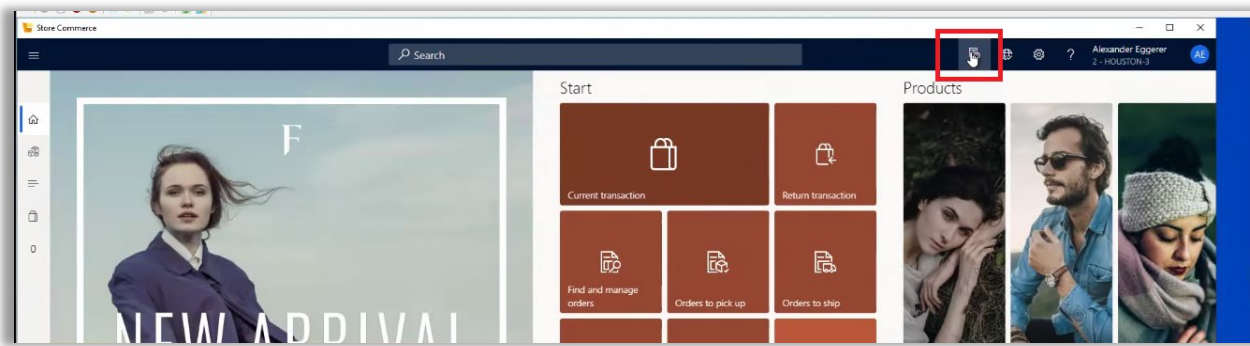 Store Commerce
Search
?
Alexander Eggerer
2 - HOUSTON-3
AE
Start
Products
F
Current transaction
Return transaction
0
Find and manage
orders
Orders to pick up
Orders to ship
NEW ARRIVAL